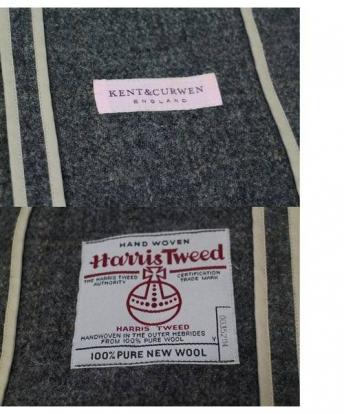 KENT&CURWEN
ENGLAND
HAND WOVEN
Harris Tweed
THE HARRIS TWEED AUTHORITY
CERTIFICATION TRADE MARK
HARRIS TWEED
HANDWOVEN IN THE OUTER HEBRIDES
FROM 100% PURE WOOL
Y
100% PURE NEW WOOL